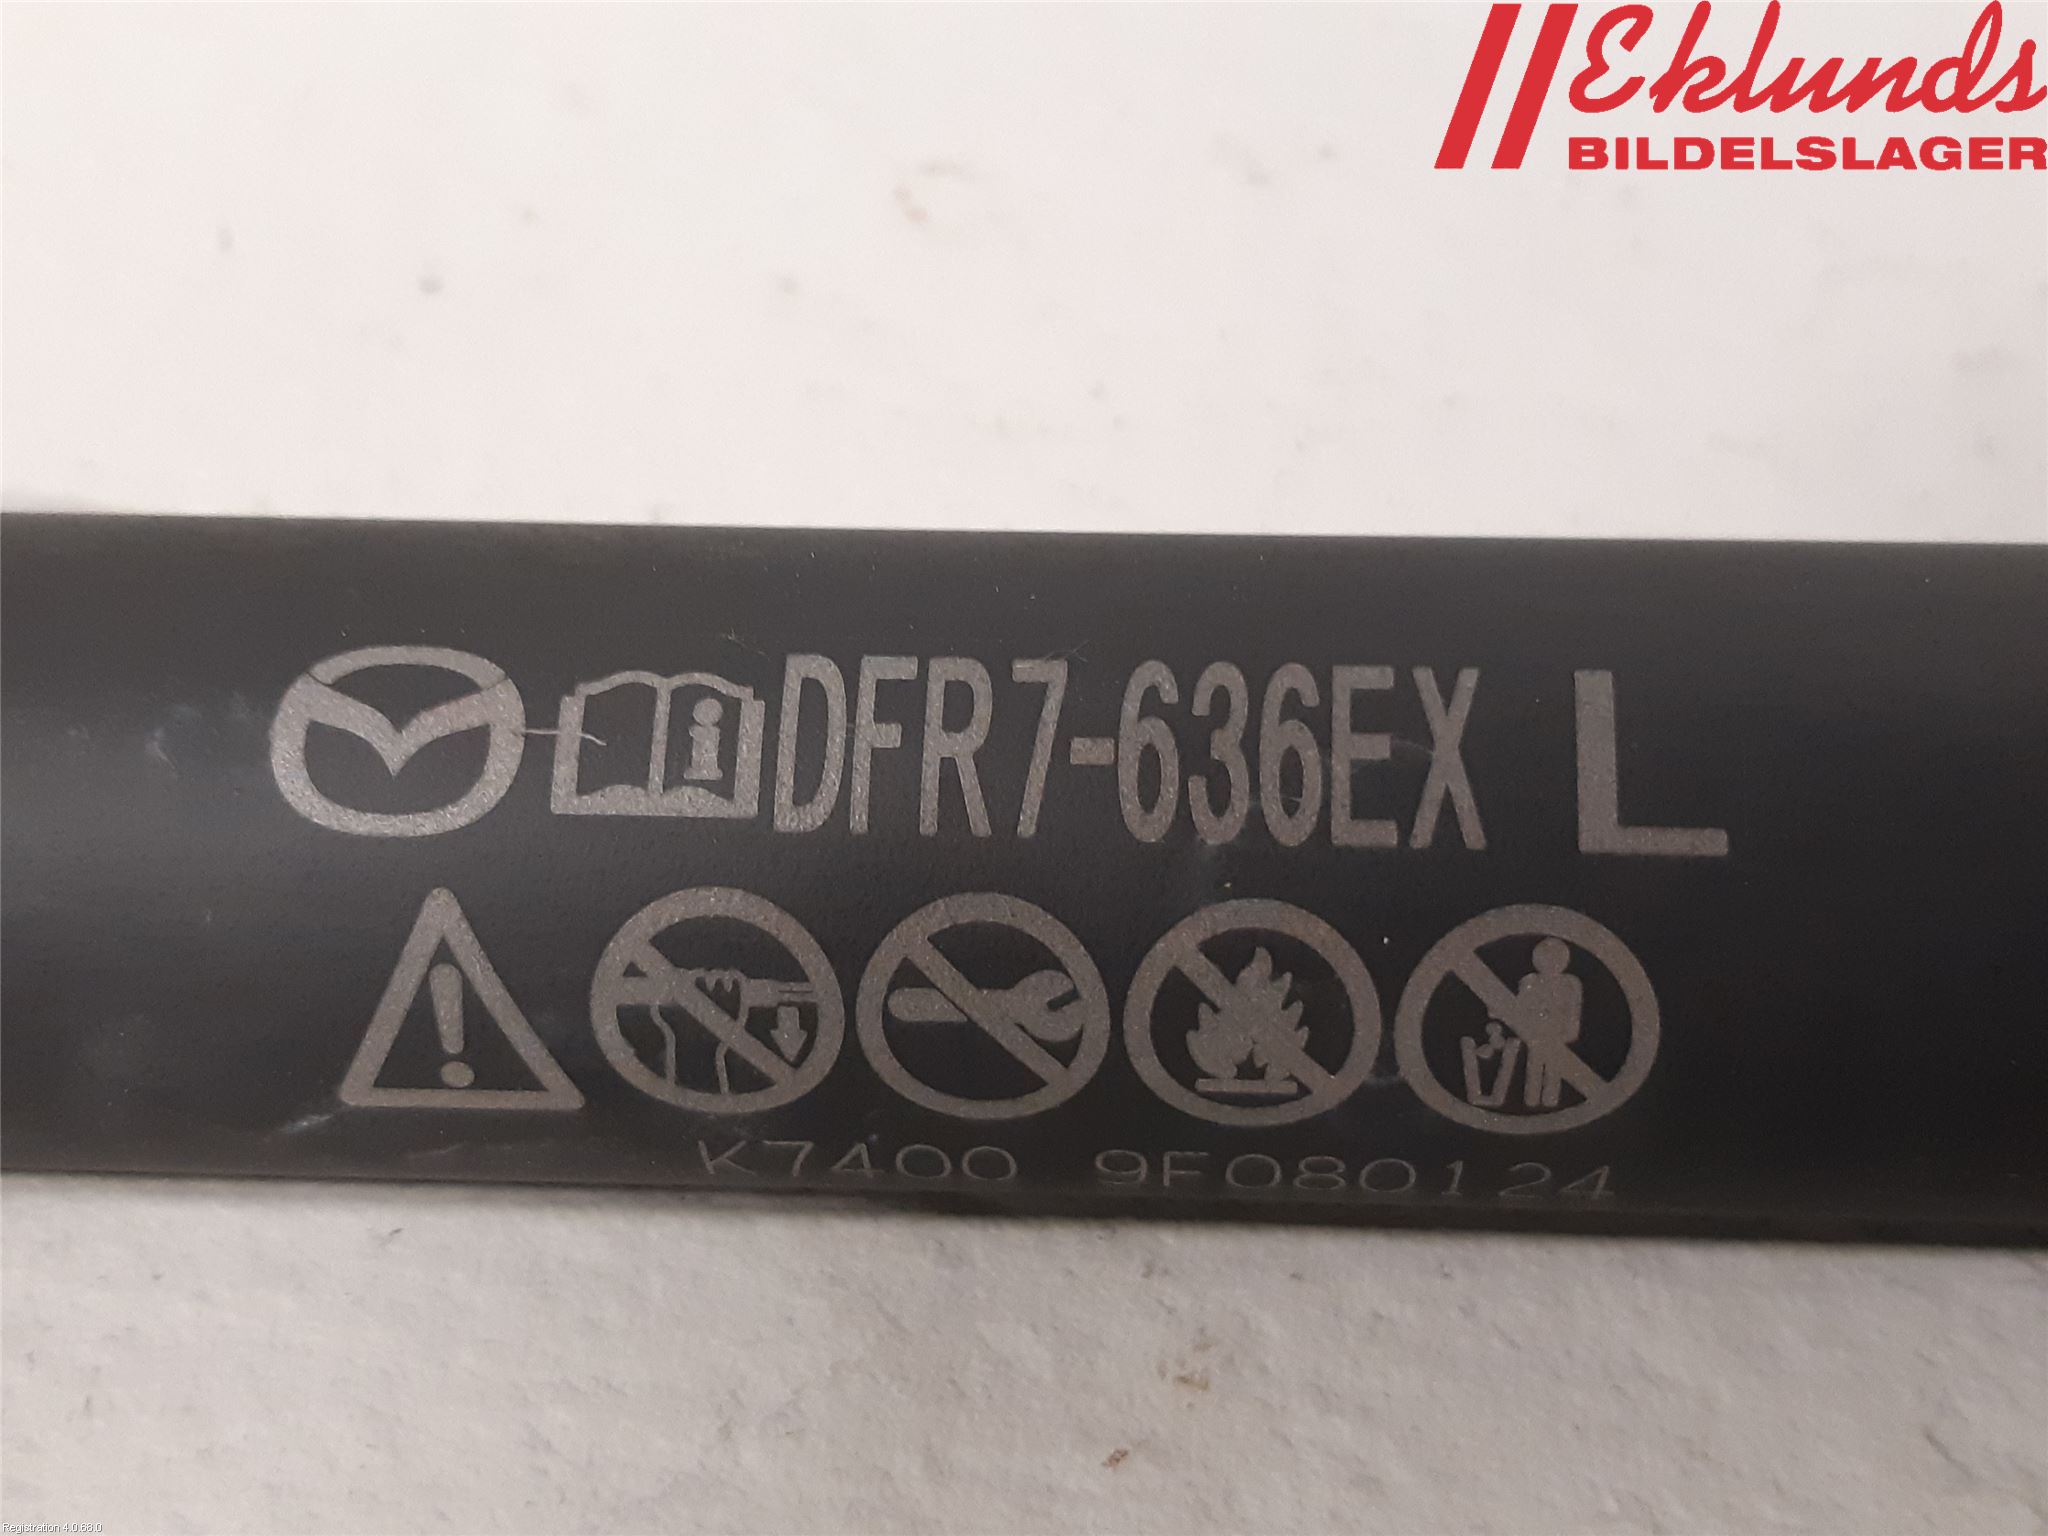 Eklunds
BILDELSLAGER
DFR7-636EX L
K7400 9F080124
Registration 4.0.68.0